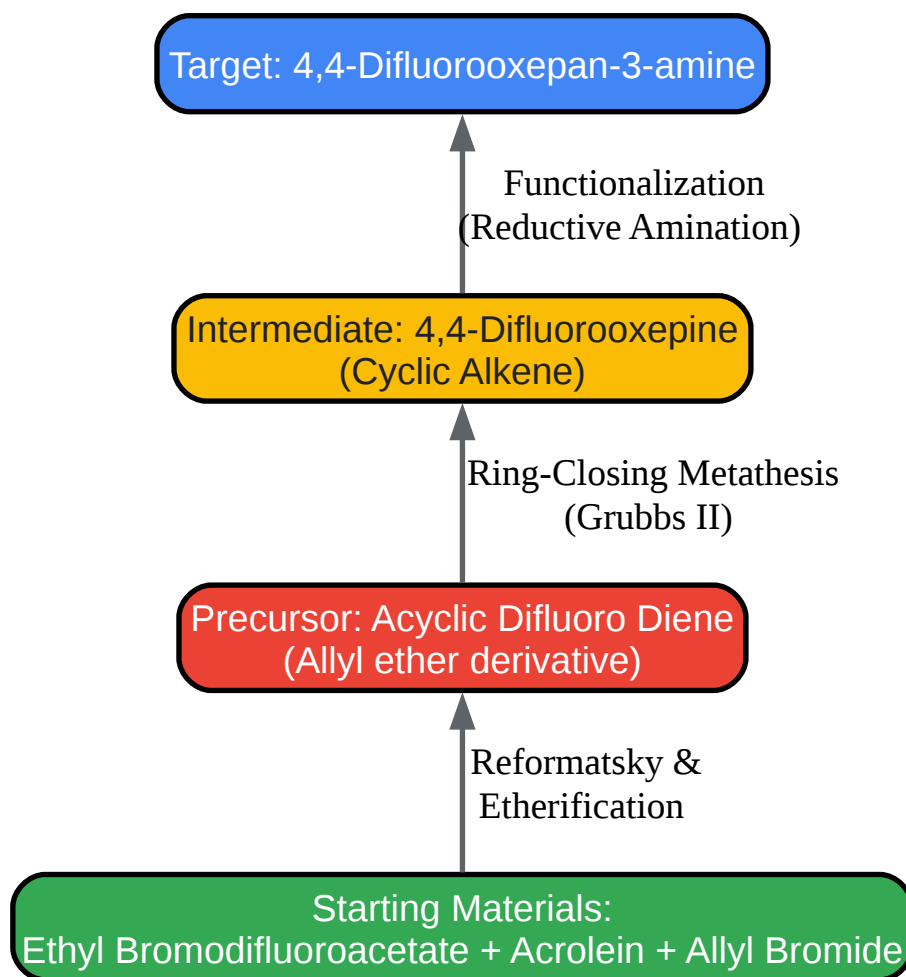 Target: 4,4-Difluorooxepan-3-amine
Functionalization
(Reductive Amination)
Intermediate: 4,4-Difluorooxepine
(Cyclic Alkene)
Ring-Closing Metathesis
(Grubbs II)
Precursor: Acyclic Difluoro Diene
(Allyl ether derivative)
Reformatsky &
Etherification
Starting Materials:
Ethyl Bromodifluoroacetate + Acrolein + Allyl Bromide